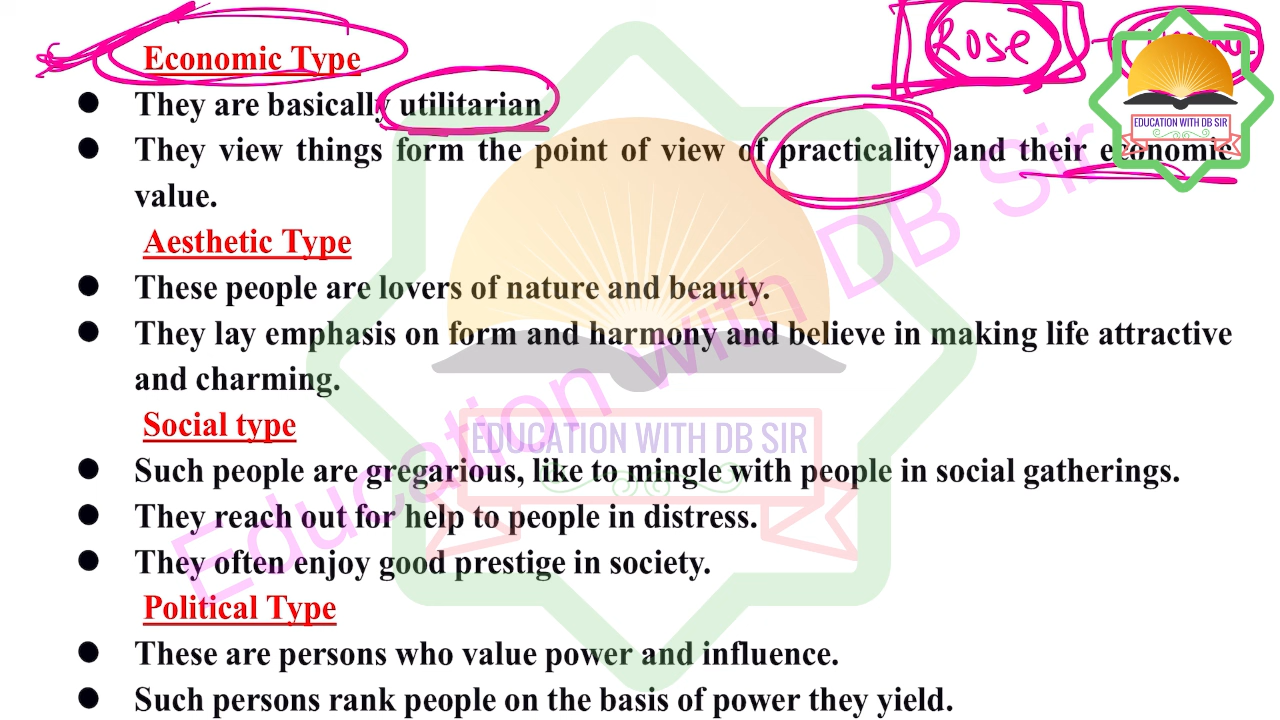 Rose
Economic Type
EDUCATION WITH DB SIR
● They are basically utilitarian.
● They view things form the point of view of practicality and their economic
value.
Aesthetic Type
● These people are lovers of nature and beauty.
● They lay emphasis on form and harmony and believe in making life attractive
and charming.
Social type
EDUCATION WITH DB SIR
Education with DB Sir
● Such people are gregarious, like to mingle with people in social gatherings.
● They reach out for help to people in distress.
● They often enjoy good prestige in society.
Political Type
● These are persons who value power and influence.
● Such persons rank people on the basis of power they yield.